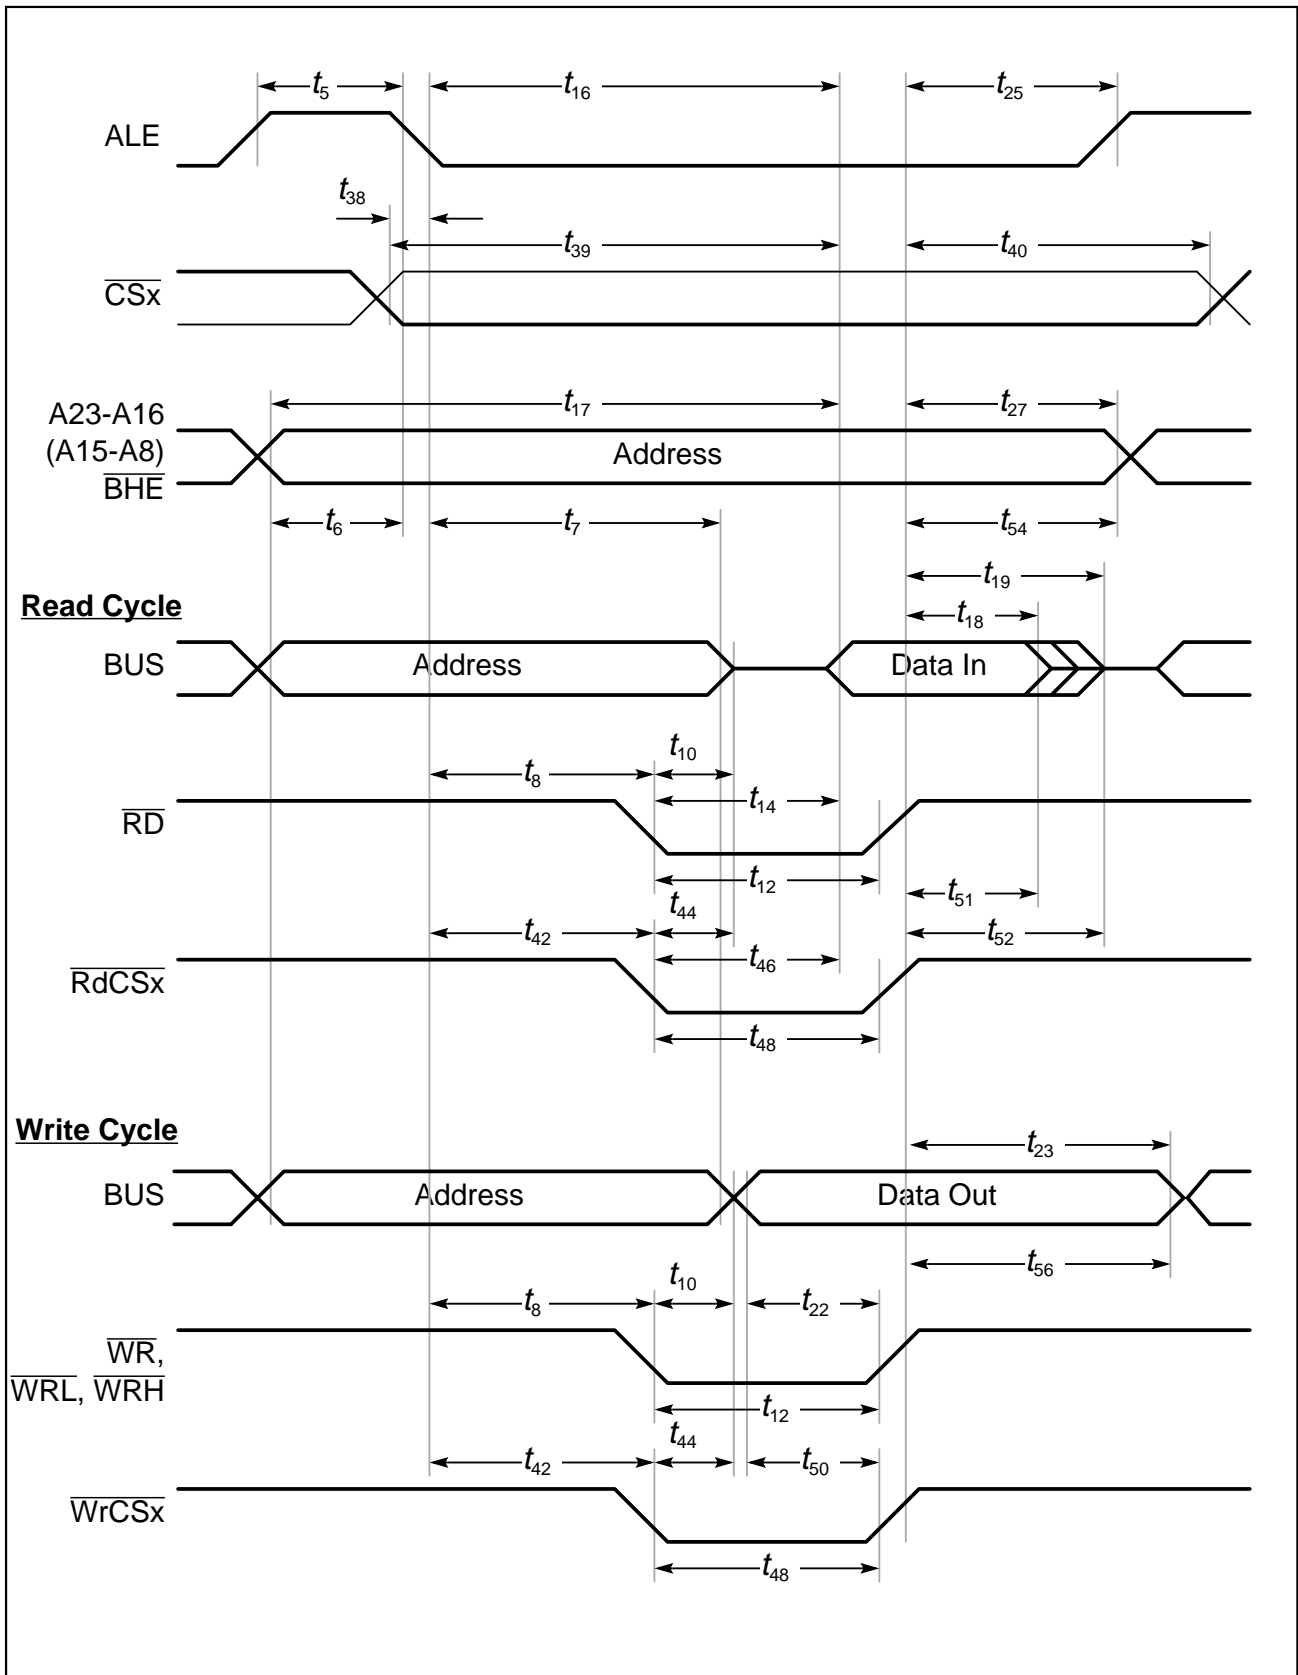 t5 t16 t25
ALE
t38
t39 t40
CSx
A23-A16 t17 t27
(A15-A8) Address
BHE
t6 t7 t54
t19
Read Cycle t18
BUS Address Data In
t10
t8
t14
RD
t12
t51
t44
t42 t52
t46
RdCSx
t48
Write Cycle
t23
BUS Address Data Out
t56
t10
t8 t22
WR,
WRL, WRH
t12
t44
t42 t50
WrCSx
t48